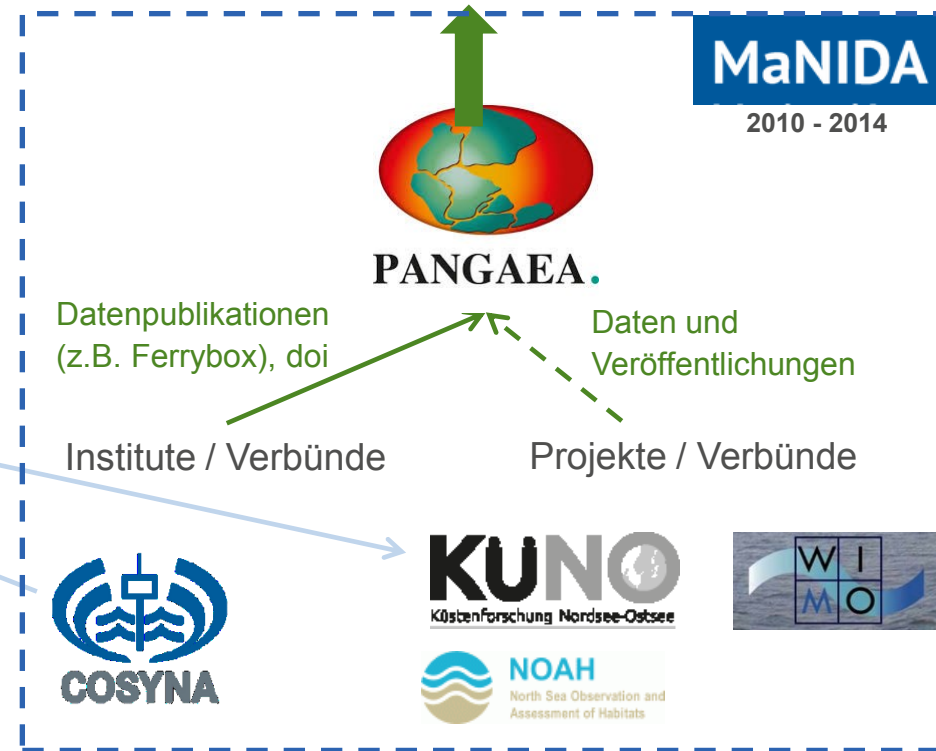 MaNIDA
2010 - 2014
PANGAEA.
Datenpublikationen
(z.B. Ferrybox), doi
Daten und
Veröffentlichungen
Institute / Verbünde
Projekte / Verbünde
KÜNO
Küstenforschung Nordsee-Ostsee
W I
M O
COSYNA
NOAH
North Sea Observation and
Assessment of Habitats